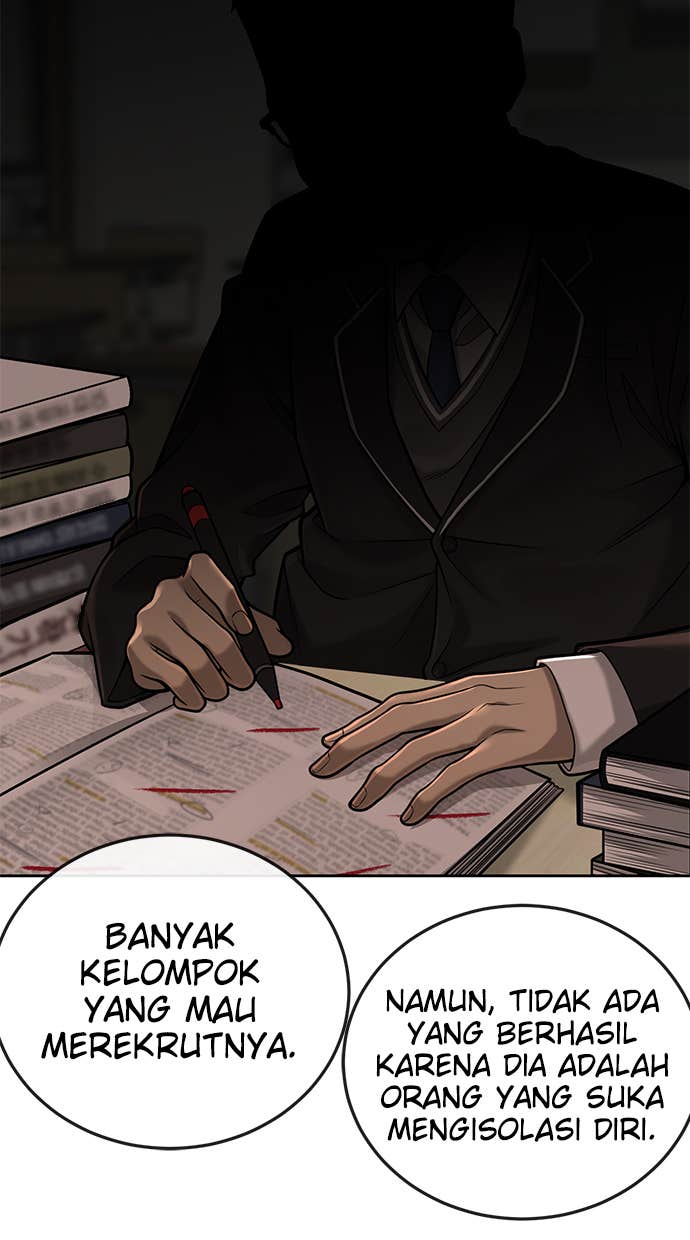 BANYAK
KELOMPOK
YANG MAU
MEREKRUTNYA.
NAMUN, TIDAK ADA
YANG BERHASIL
KARENA DIA ADALAH
ORANG YANG SUKA
MENGISOLASI DIRI.